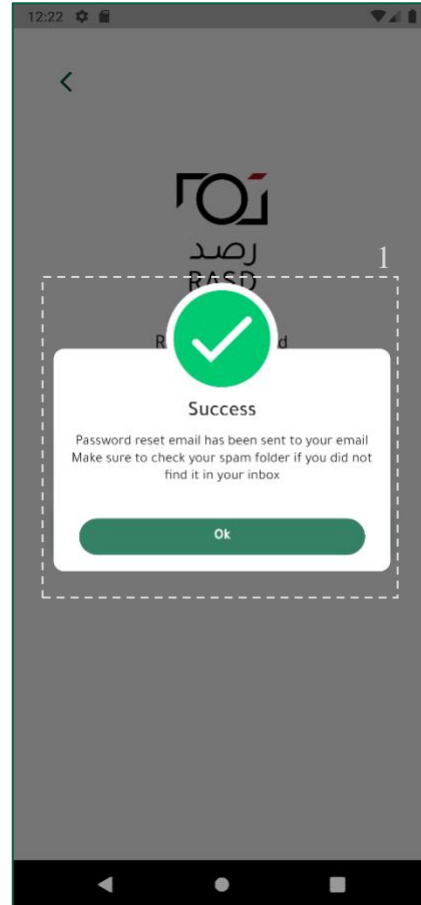 12:22
رصد
RASD
1
Success
Password reset email has been sent to your email
Make sure to check your spam folder if you did not
find it in your inbox
Ok